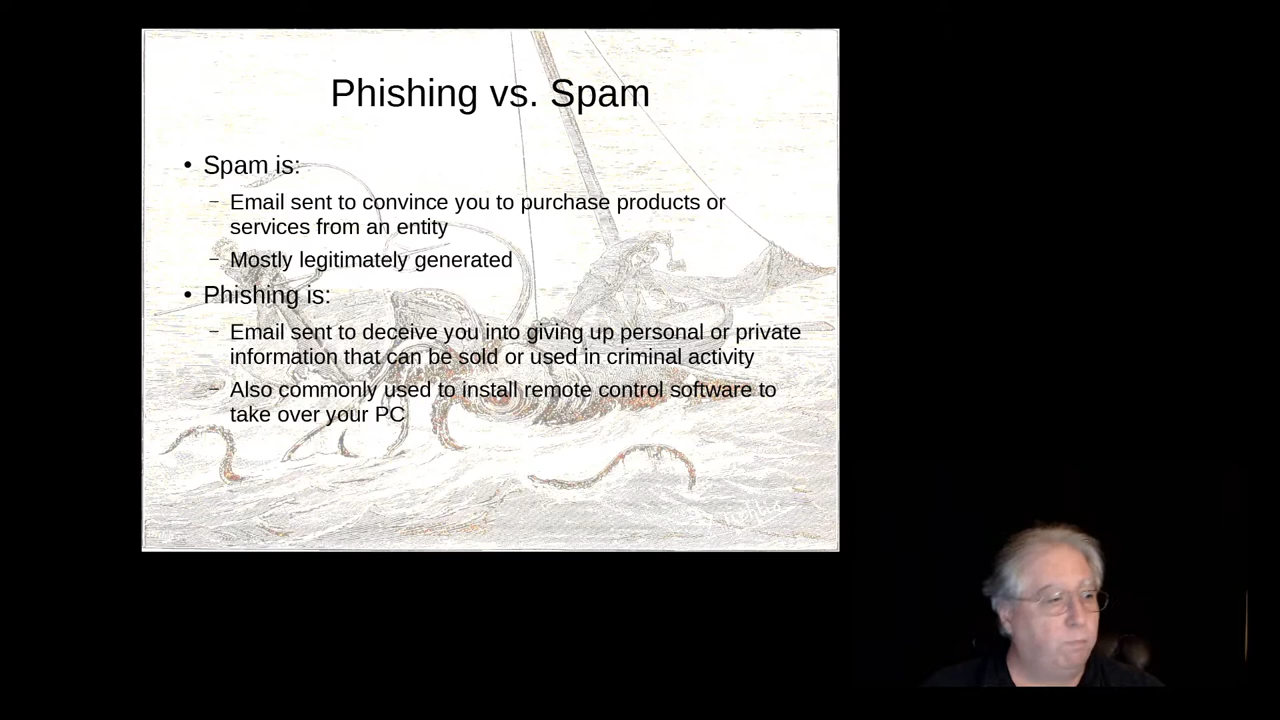 Phishing vs. Spam
• Spam is:
– Email sent to convince you to purchase products or
services from an entity
– Mostly legitimately generated
• Phishing is:
– Email sent to deceive you into giving up personal or private
information that can be sold or used in criminal activity
– Also commonly used to install remote control software to
take over your PC